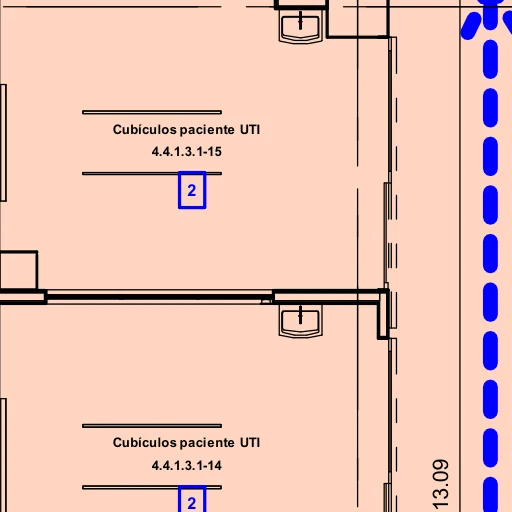 Cubículos paciente UTI
4.4.1.3.1-15
2
Cubículos paciente UTI
4.4.1.3.1-14
2
13.09